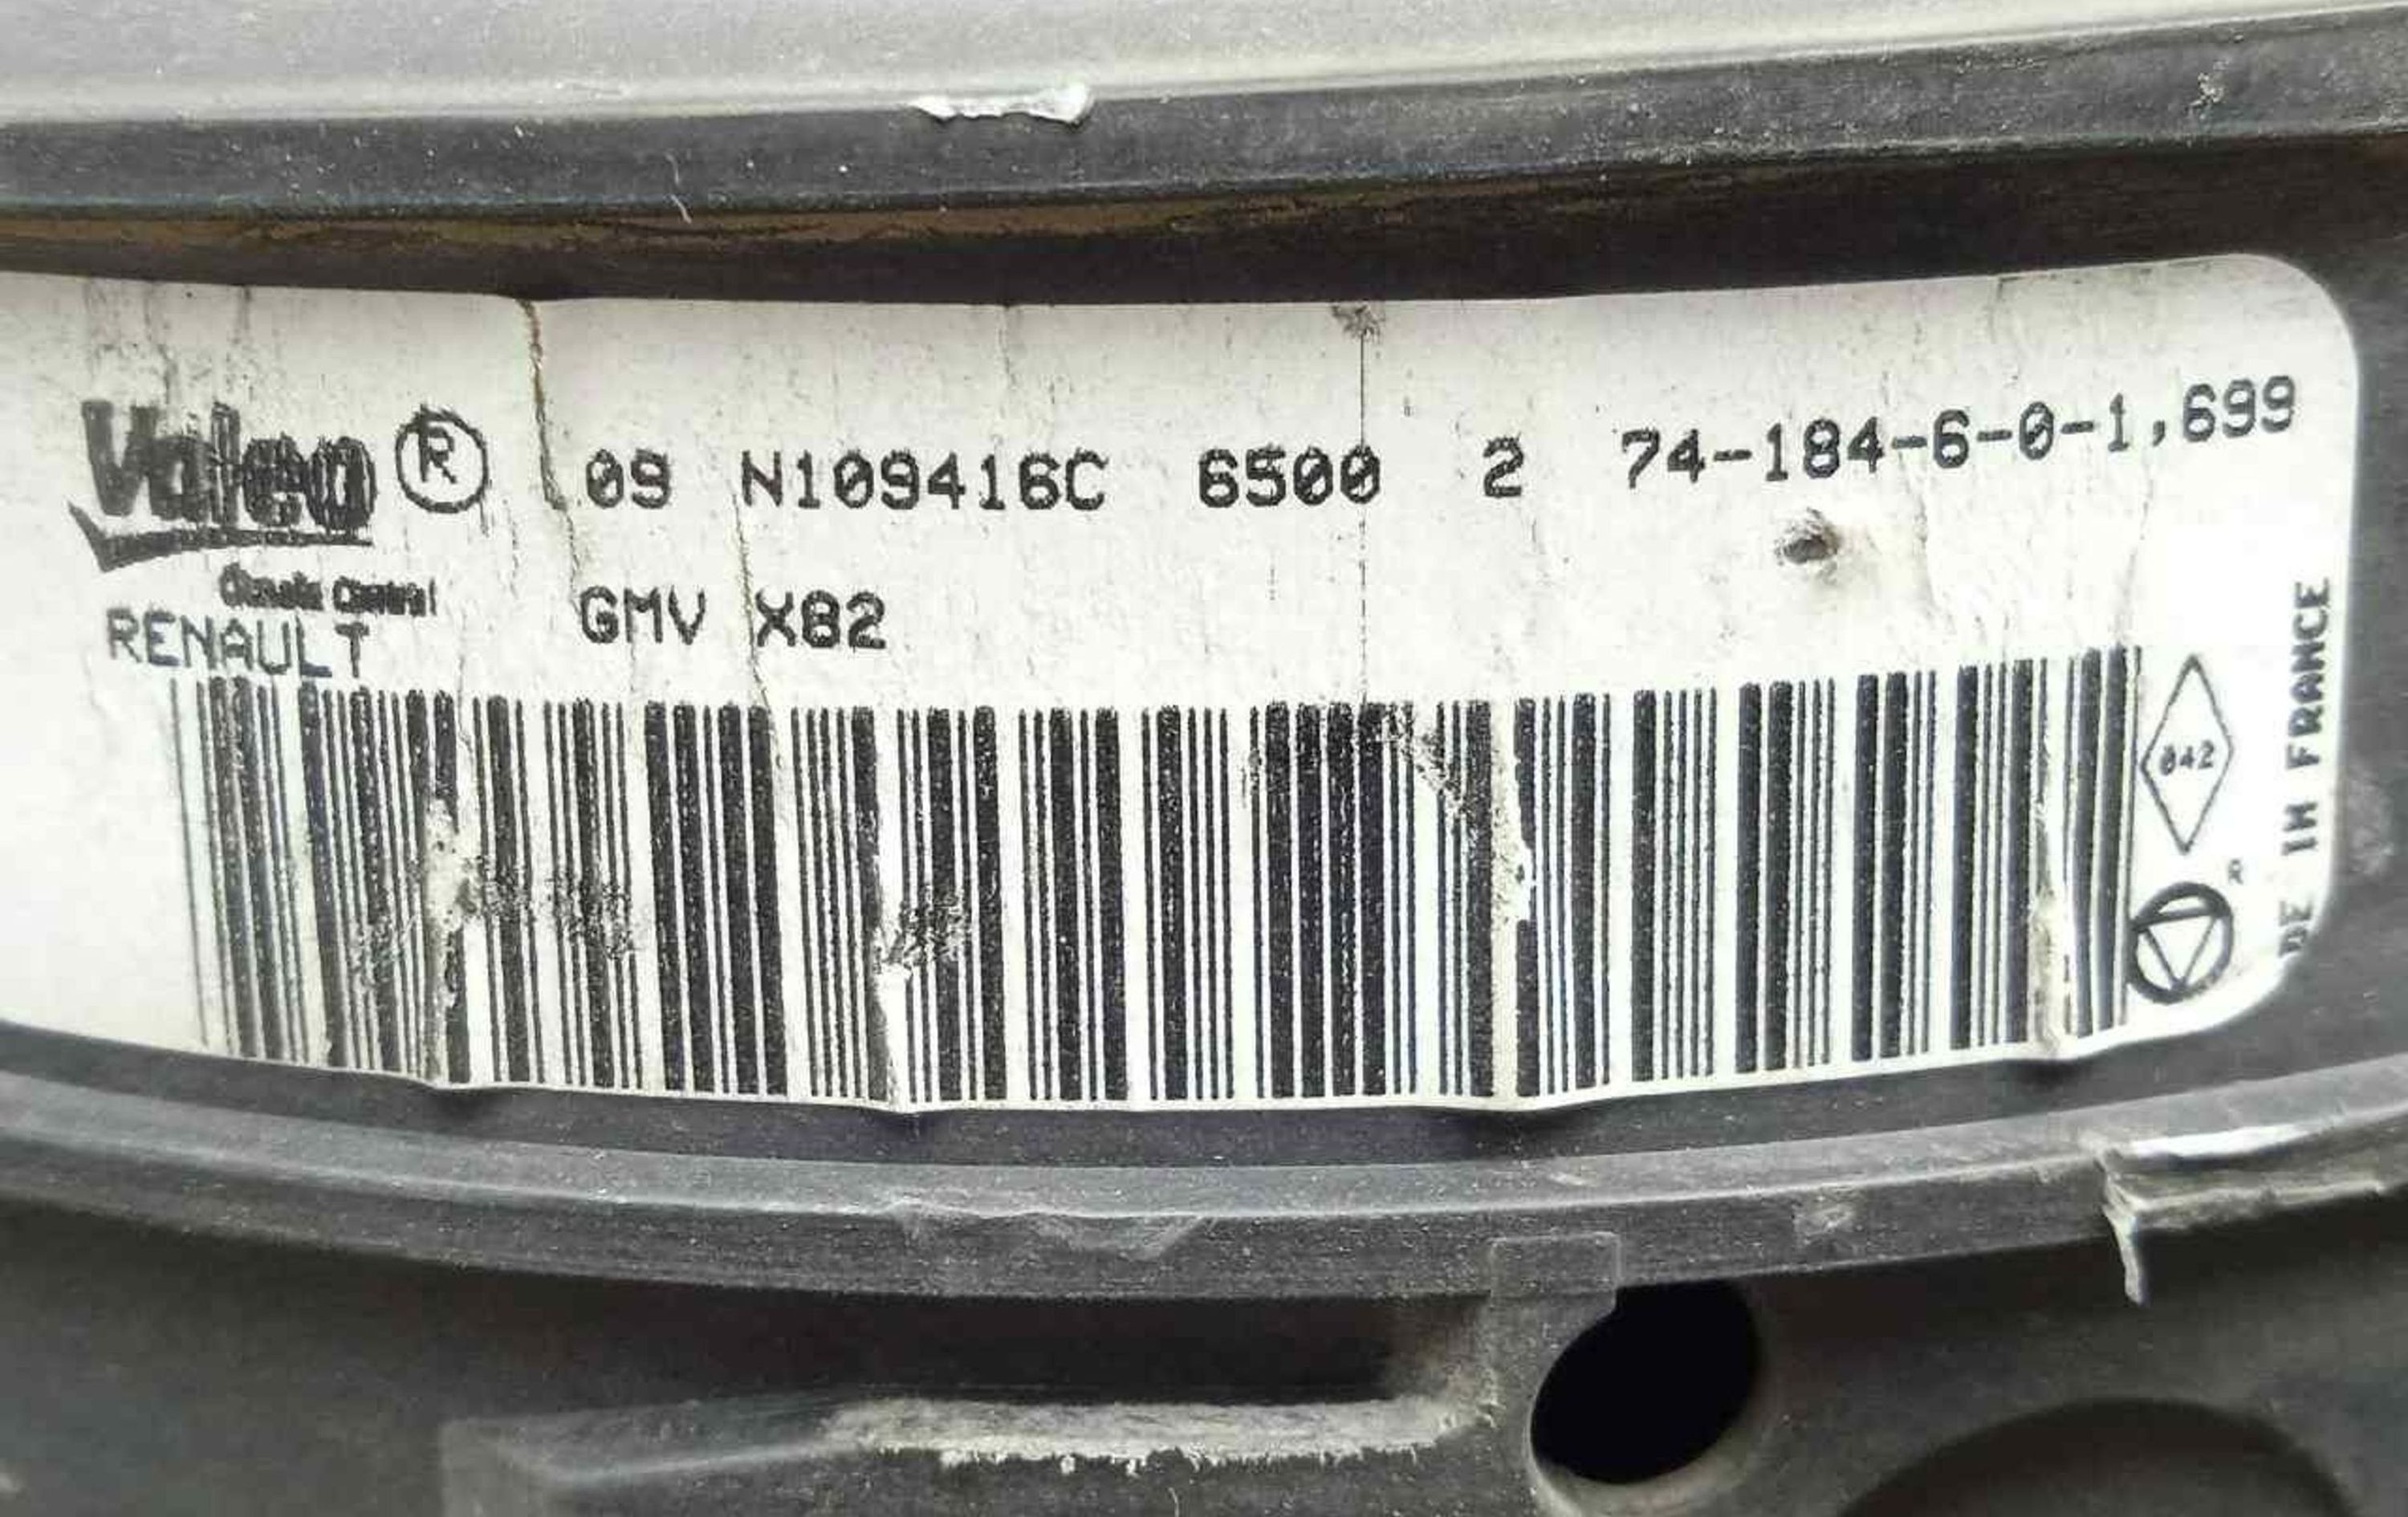 Valeo ® 09 N109416C 6500 2 74-184-6-0-1,699
Climate Control
RENAULT GMV X82
842
R
DE IN FRANCE